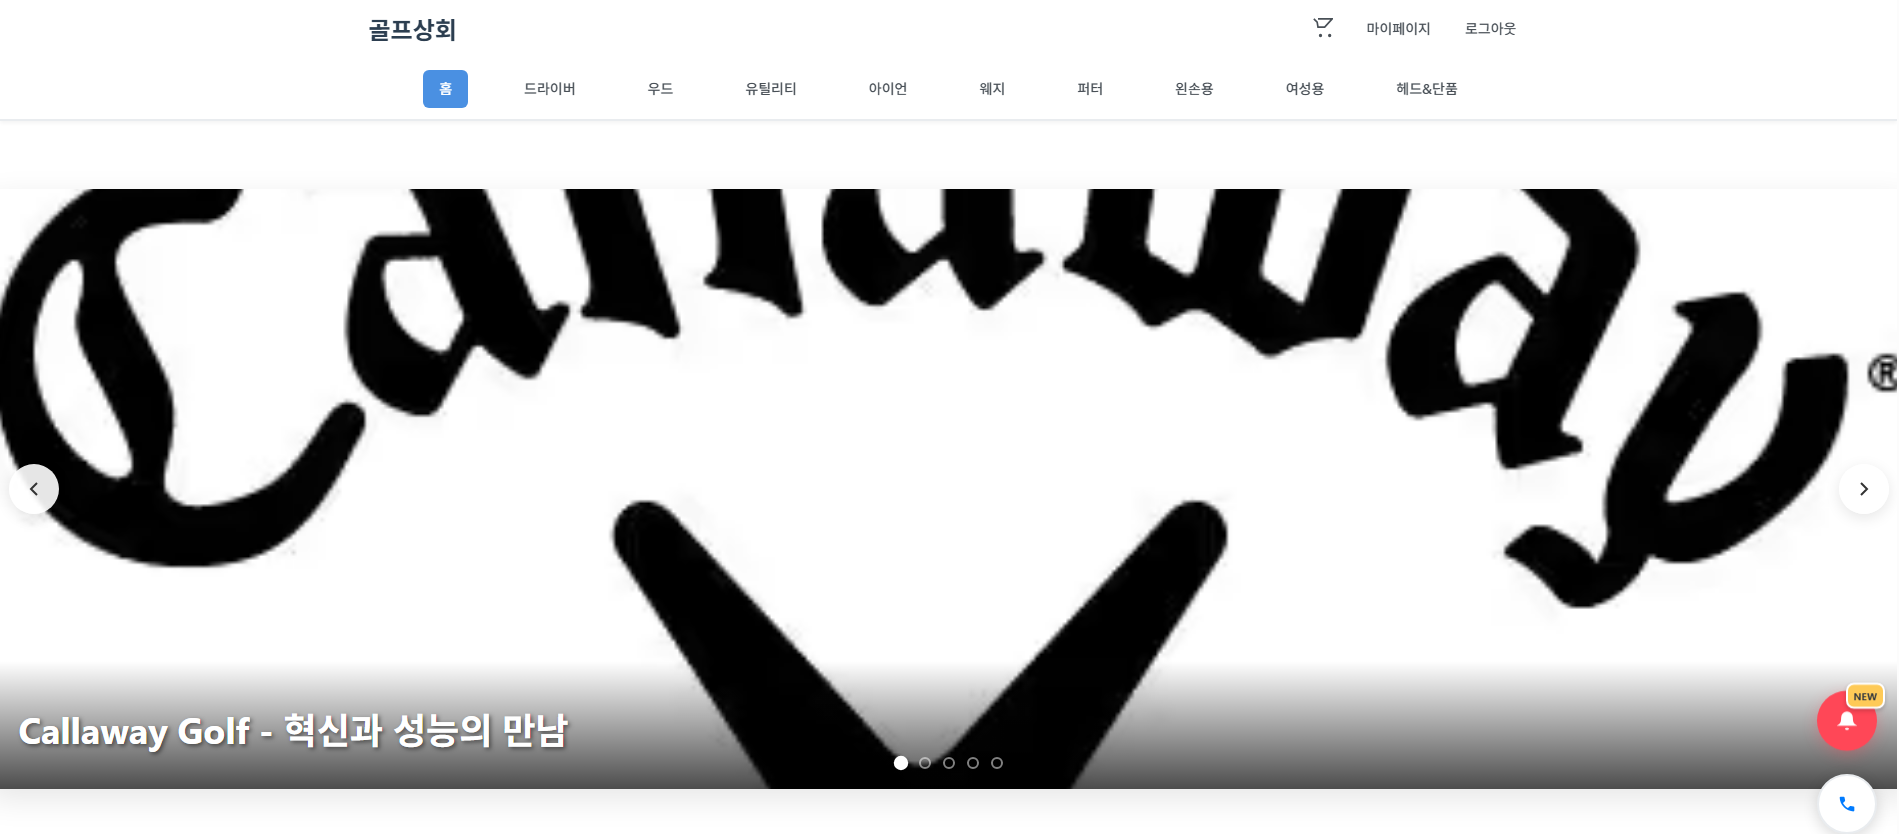 골프상회
마이페이지 로그아웃
홈 드라이버 우드 유틸리티 아이언 웨지 퍼터 왼손용 여성용 헤드&단품
Callaway ®
NEW
Callaway Golf - 혁신과 성능의 만남